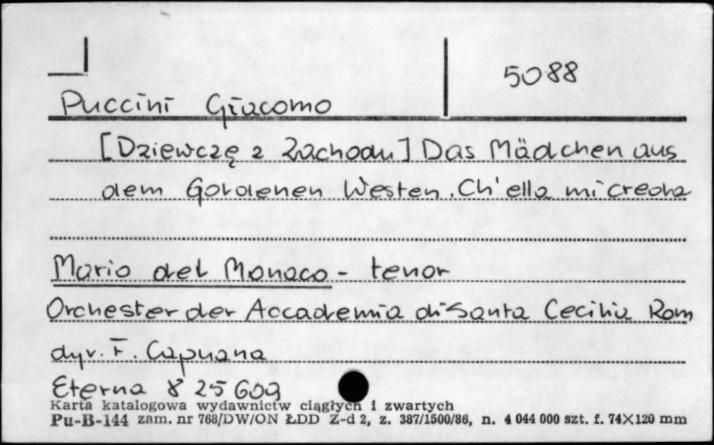 5088
Puccini Giacomo
[Dziewczę z Zachodu] Das Mädchen aus
dem Goldenen Westen. Ch'ella mi creda
Mario del Monaco - tenor
Orchester der Accademia di Santa Cecilia Rom
dyr. F. Capuana
Eterna 8 25 609
Karta katalogowa wydawnictw ciągłych i zwartych
Pu-B-144 zam. nr 768/DW/ON ŁDD Z-d 2, z. 387/1500/86, n. 4 044 000 szt. f. 74×120 mm